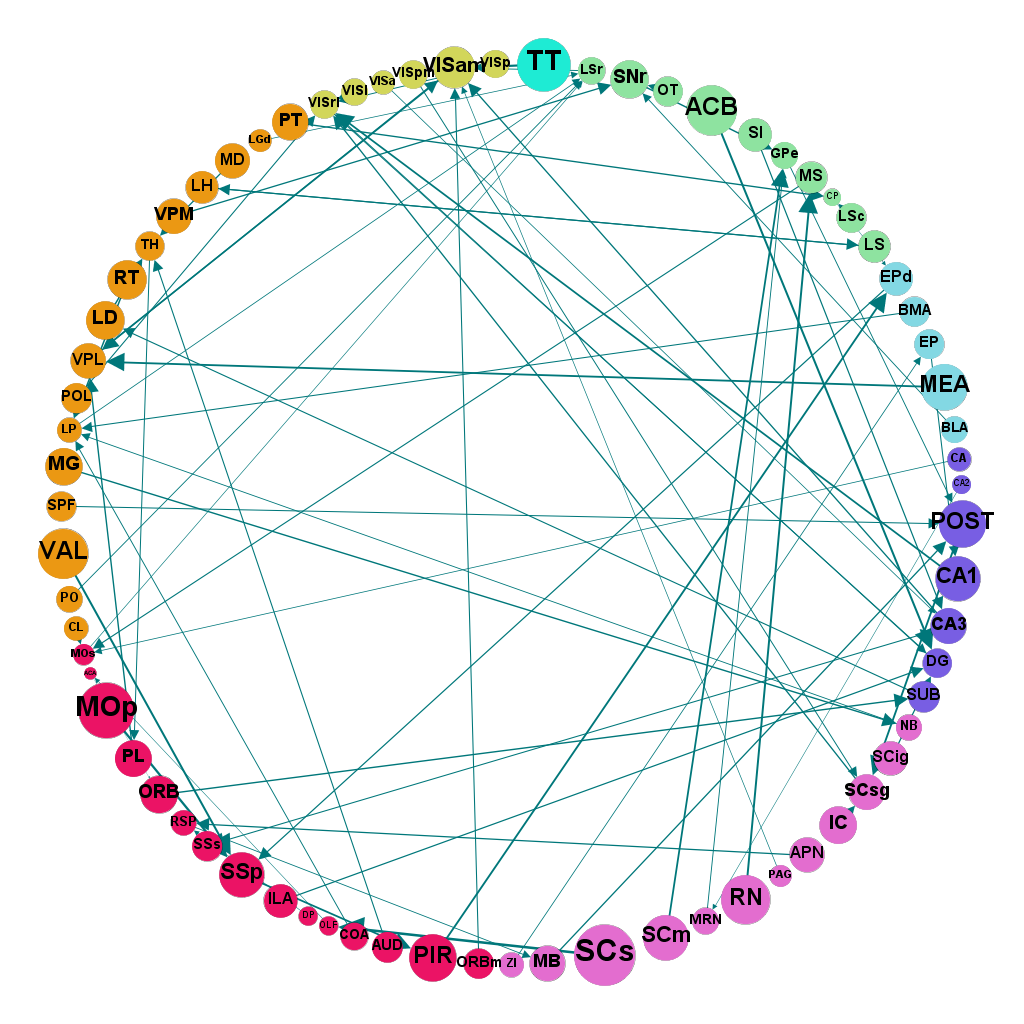 TT
LSr
SNr
OT
ACB
SI
GPe
MS
CP
LSc
LS
EPd
BMA
EP
MEA
BLA
CA
CA2
POST
CA1
CA3
DG
SUB
NB
SCig
SCsg
IC
APN
PAG
RN
MRN
SCm
SCs
MB
ZI
ORBm
PIR
AUD
COA
OLF
DP
ILA
SSp
SSs
RSP
ORB
PL
MOp
ACA
MOs
CL
PO
VAL
SPF
MG
LP
POL
VPL
LD
RT
TH
VPM
LH
MD
LGd
PT
VISrl
VISl
VISa
VISpm
VISam
VISp